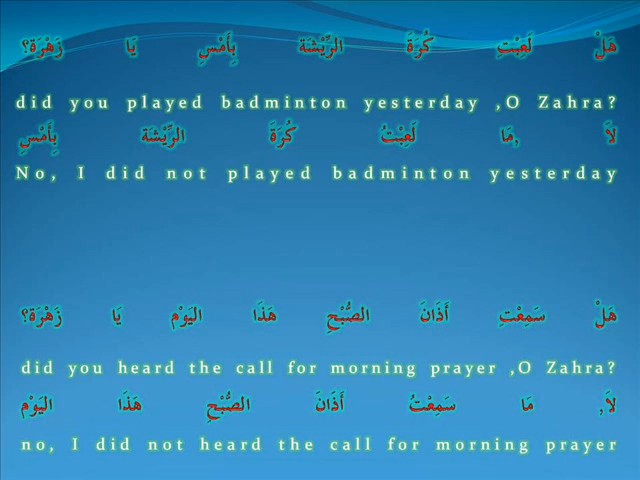 هَلْ لَعِبْتِ كُرَةَ الرِّيْشَة بِأَمْسِ يَا زَهْرَة؟
did you played badminton yesterday ,O Zahra?
لَا ,مَا لَعِبْتُ كُرَةَ الرِّيْشَة بِأَمْسِ
No, I did not played badminton yesterday
هَلْ سَمِعْتِ أَذَانَ الصُّبْحِ هَذَا اليَوْم يَا زَهْرَة؟
did you heard the call for morning prayer ,O Zahra?
لَا, مَا سَمِعْتُ أَذَانَ الصُّبْحِ هَذَا اليَوْم
no, I did not heard the call for morning prayer